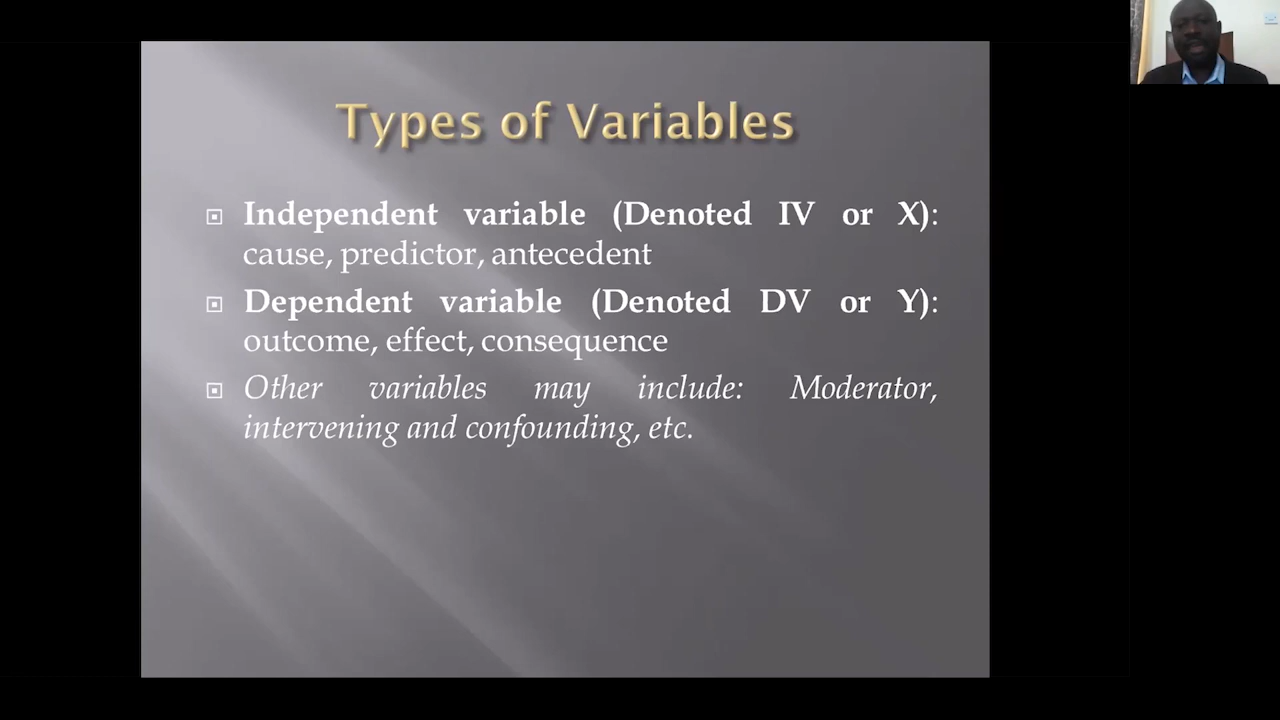 Types of Variables
Independent variable (Denoted IV or X):
cause, predictor, antecedent
Dependent variable (Denoted DV or Y):
outcome, effect, consequence
Other variables may include: Moderator,
intervening and confounding, etc.